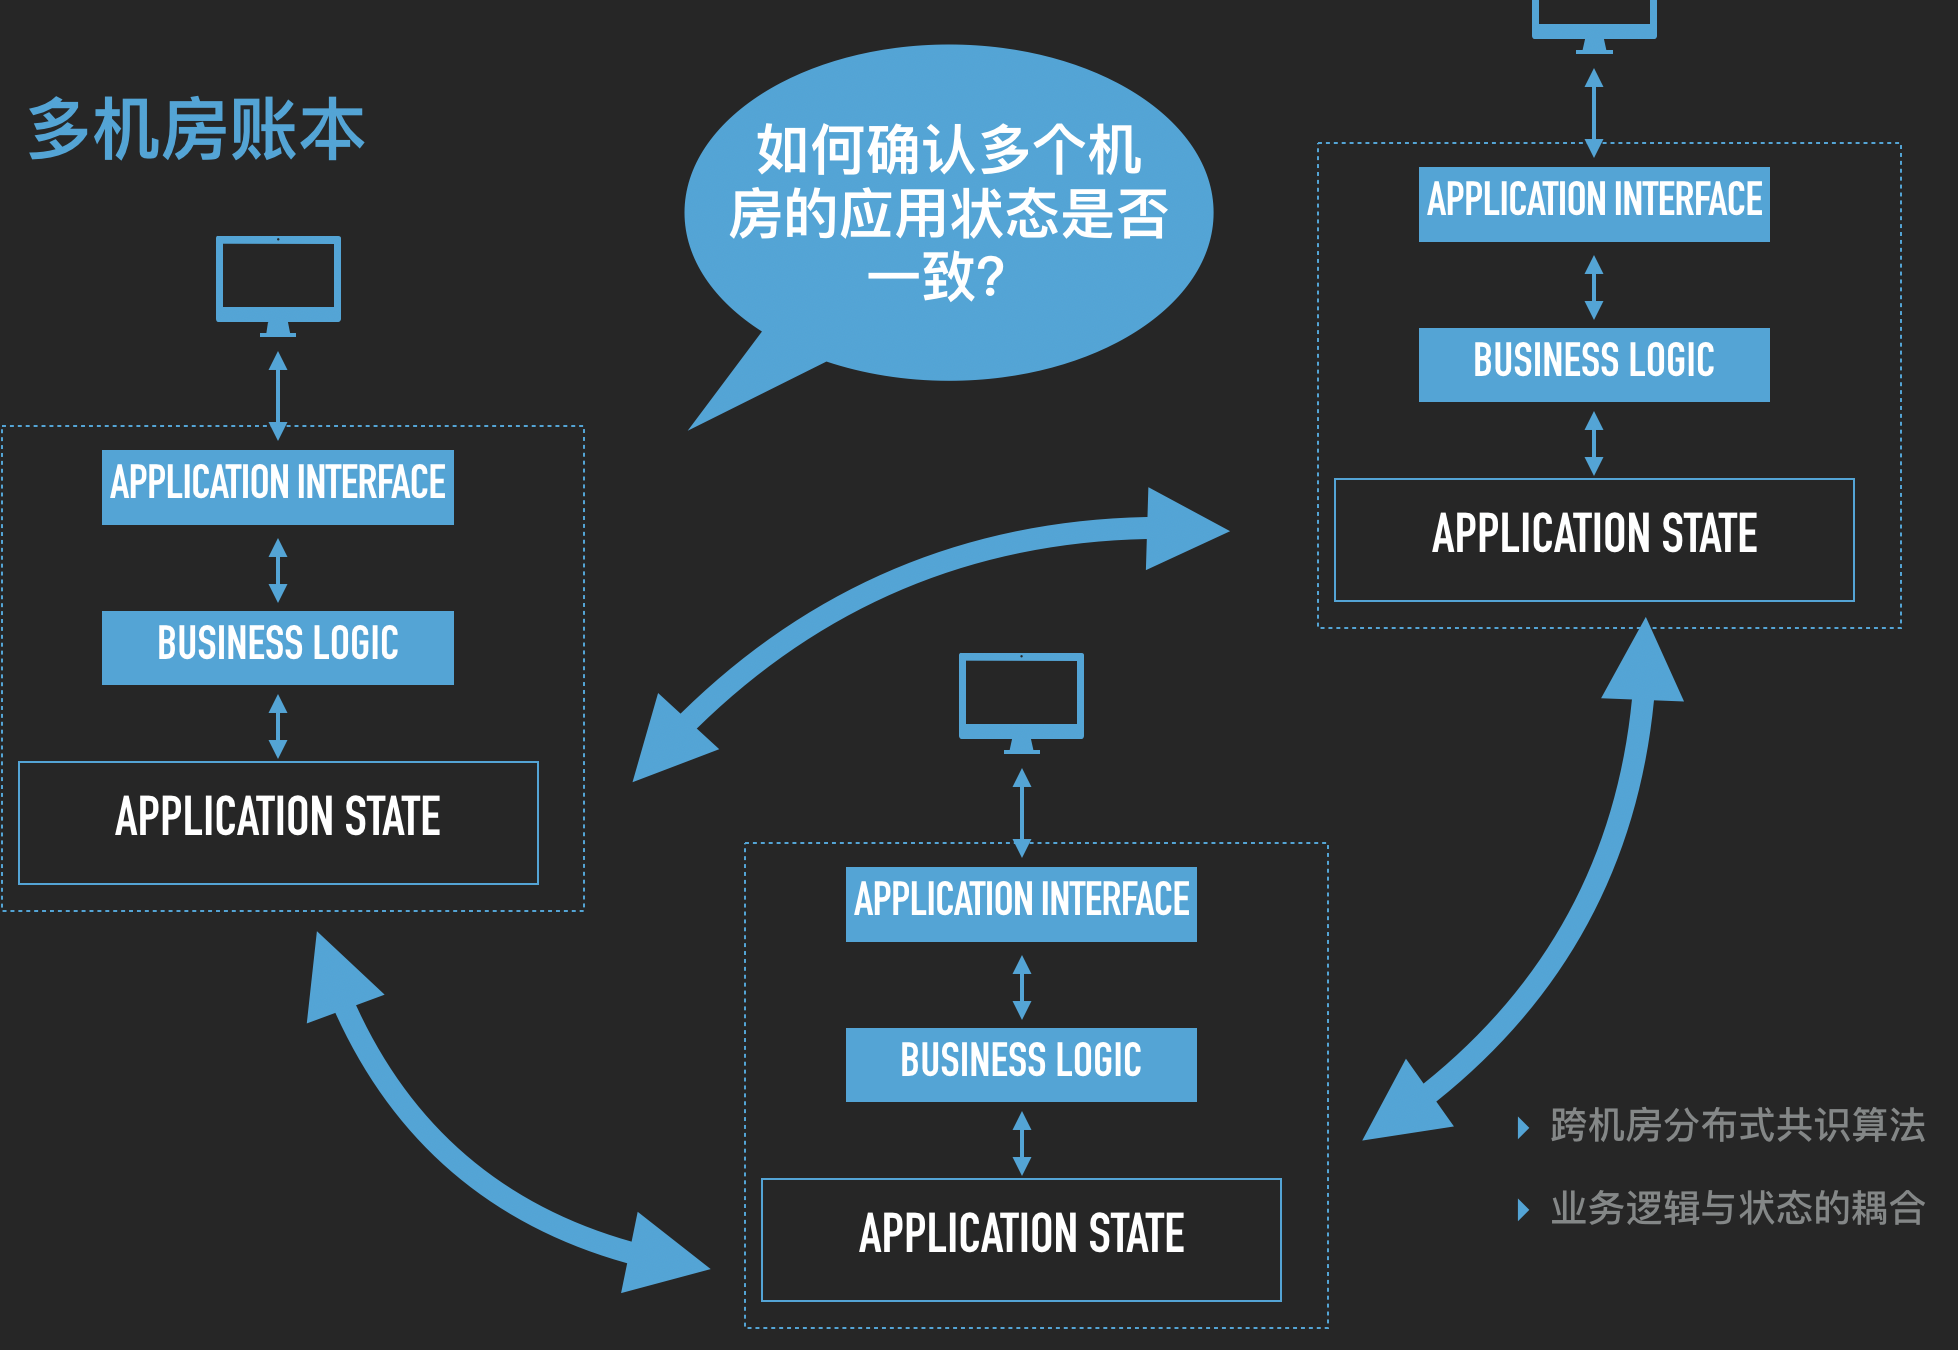 多机房账本
如何确认多个机
房的应用状态是否
一致?
APPLICATION INTERFACE
BUSINESS LOGIC
APPLICATION STATE
APPLICATION INTERFACE
BUSINESS LOGIC
APPLICATION STATE
APPLICATION INTERFACE
BUSINESS LOGIC
APPLICATION STATE
跨机房分布式共识算法
业务逻辑与状态的耦合